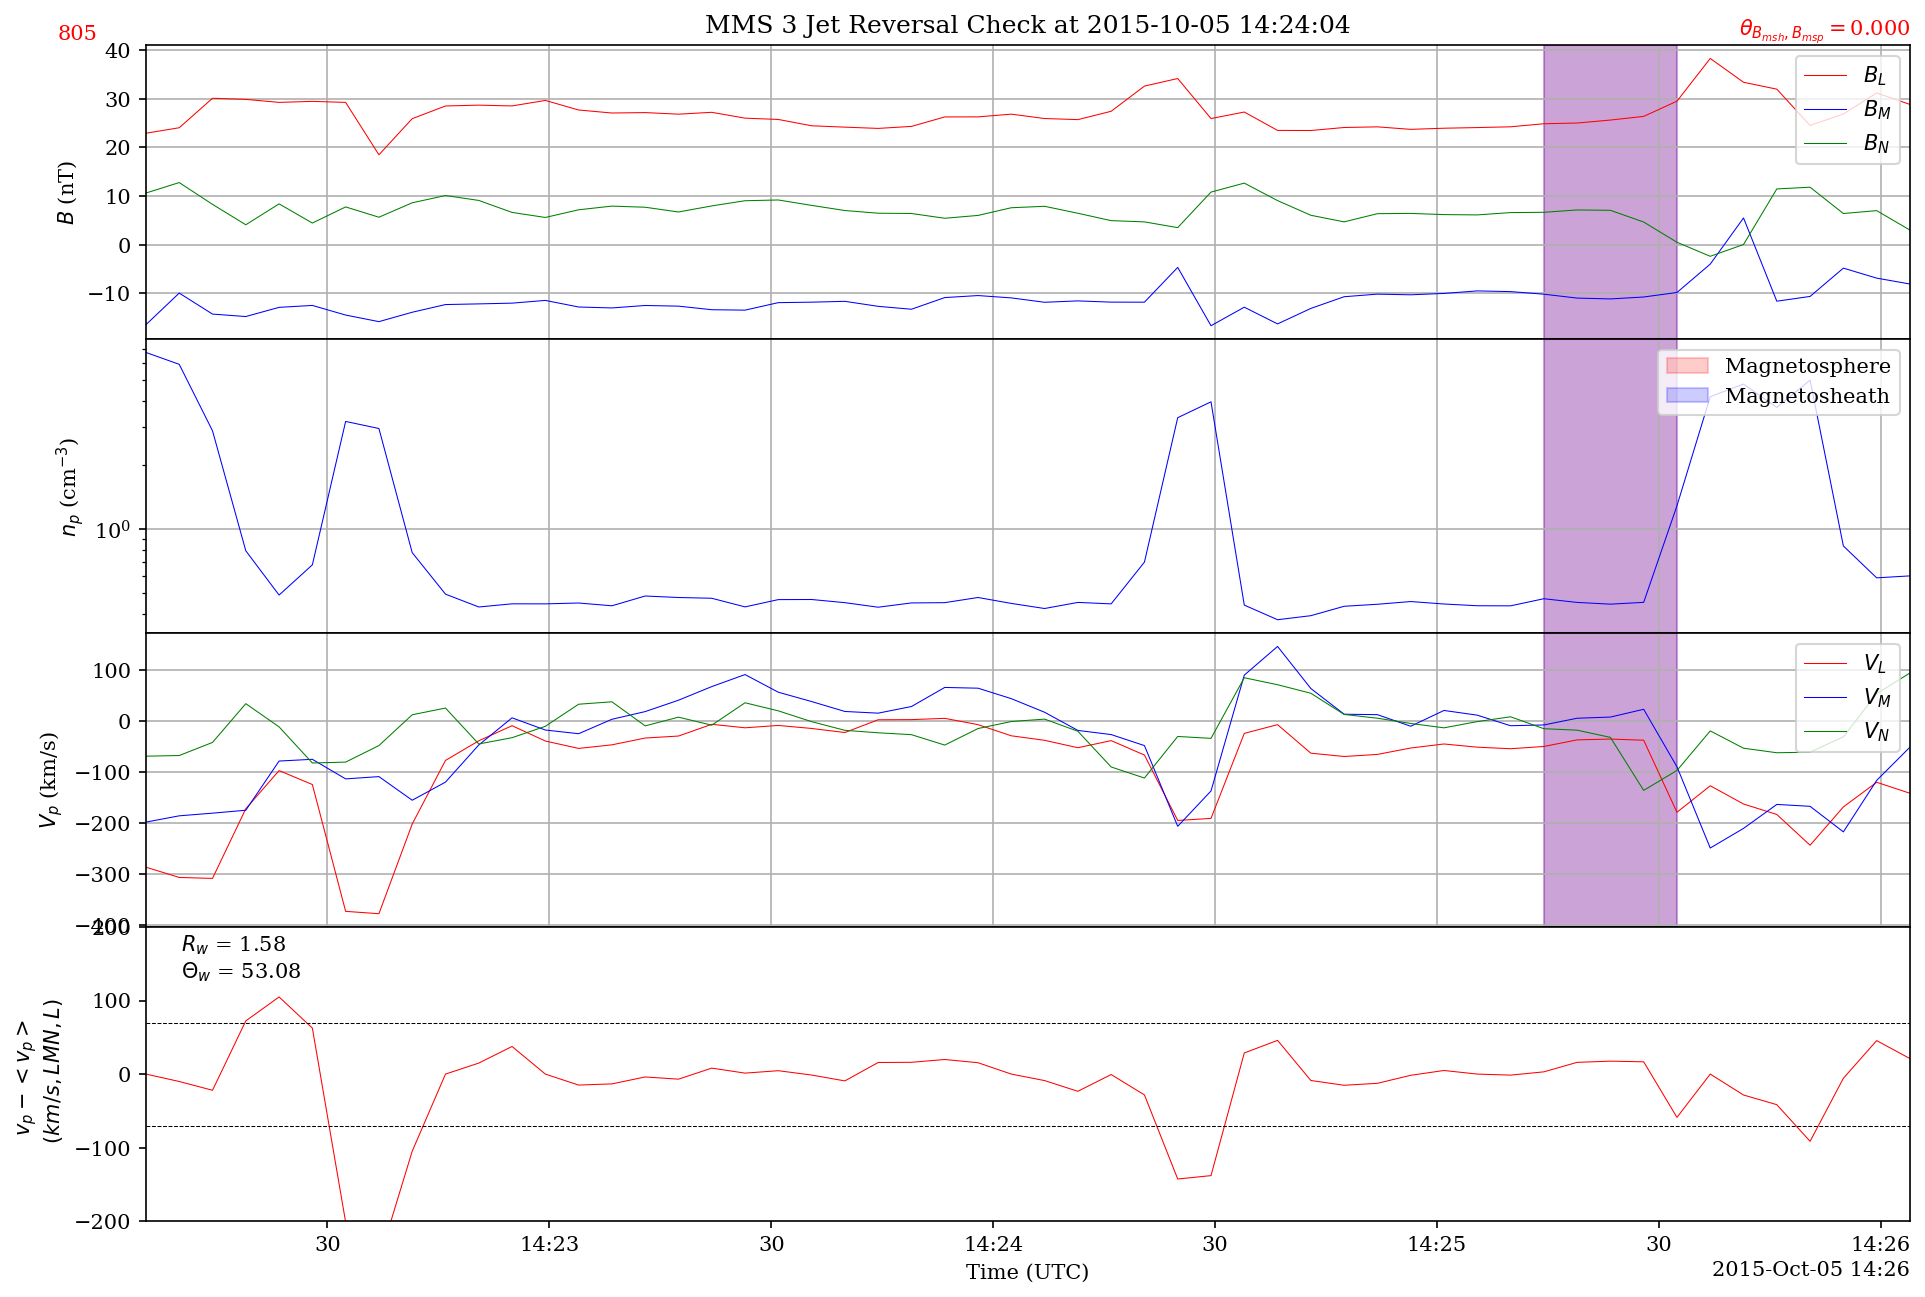 MMS 3 Jet Reversal Check at 2015-10-05 14:24:04
805
θ_{B_{msh}, B_{msp}} = 0.000
40
30
20
10
0
−10
B (nT)
B_L
B_M
B_N
10^0
n_p (cm^{−3})
Magnetosphere
Magnetosheath
100
0
−100
−200
−300
−400
V_p (km/s)
V_L
V_M
V_N
200
100
0
−100
−200
v_p − < v_p >
(km/s, LMN, L)
R_w = 1.58
Θ_w = 53.08
30 14:23 30 14:24 30 14:25 30 14:26
Time (UTC)
2015-Oct-05 14:26